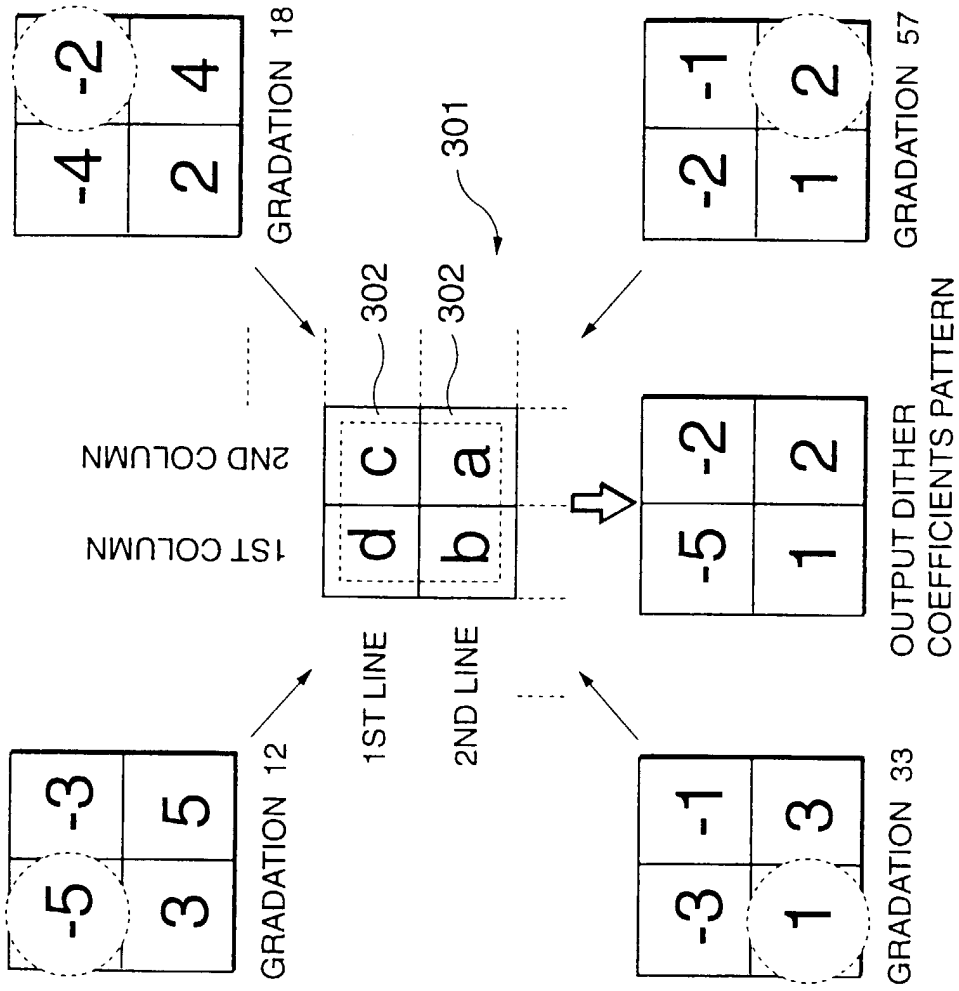 -5 -3
3 5
GRADATION 12
-4 -2
2 4
GRADATION 18
1ST COLUMN
2ND COLUMN
1ST LINE
d c
302
2ND LINE
b a
302
301
-3 -1
1 3
GRADATION 33
-5 -2
1 2
OUTPUT DITHER
COEFFICIENTS PATTERN
-2 -1
1 2
GRADATION 57